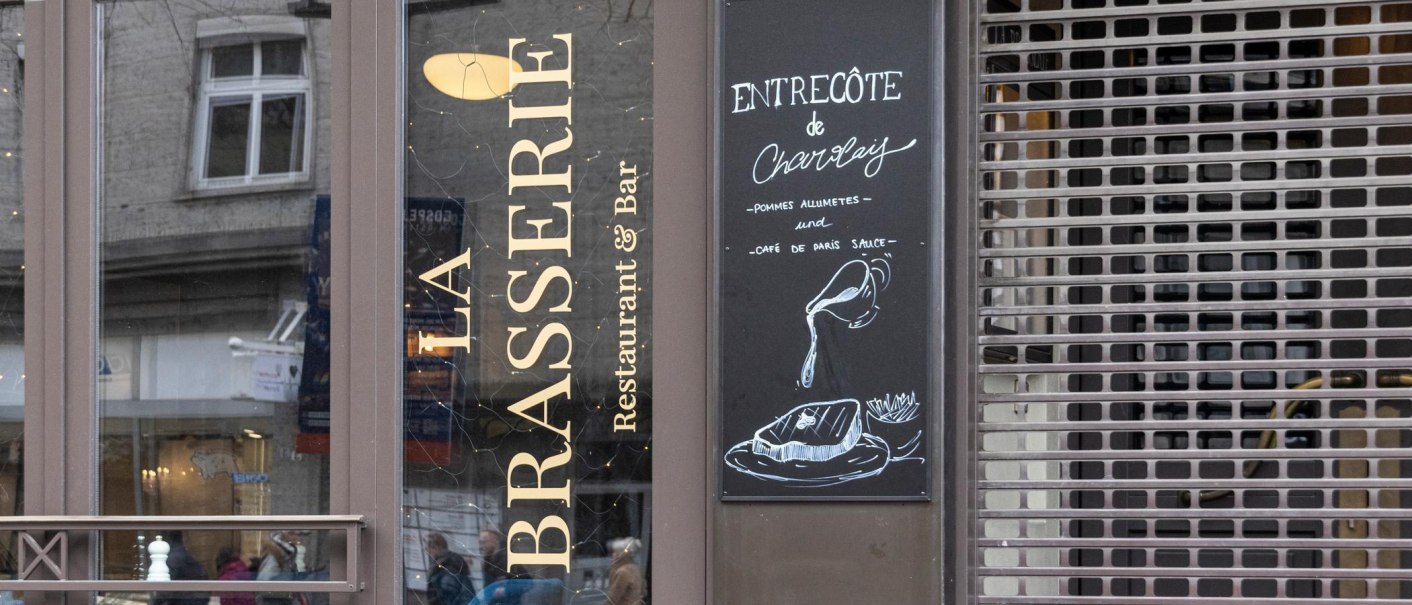 LA
BRASSERIE
Restaurant & Bar
ENTRECÔTE
de
Charolais
-POMMES ALLUMETES-
und
-CAFÉ DE PARIS SAUCE-